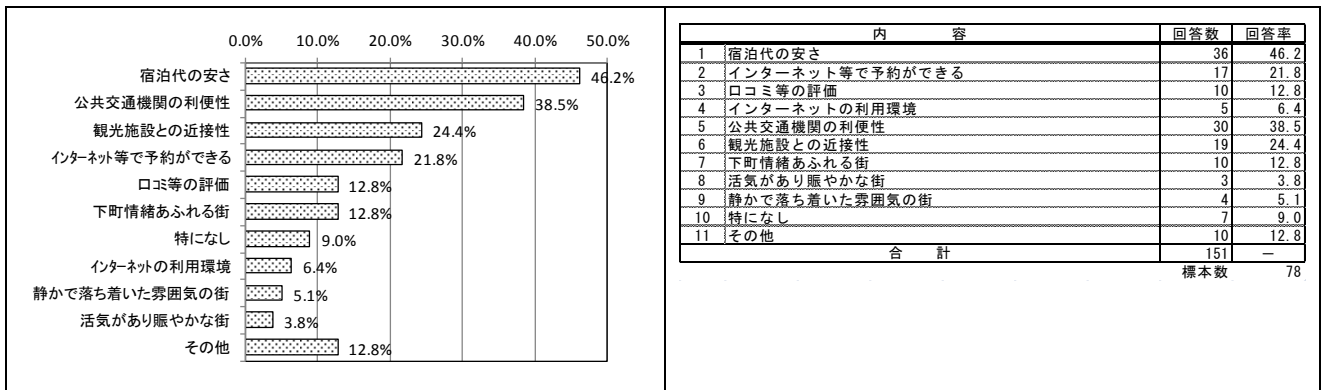 0.0% 10.0% 20.0% 30.0% 40.0% 50.0%
宿泊代の安さ 46.2%
公共交通機関の利便性 38.5%
観光施設との近接性 24.4%
インターネット等で予約ができる 21.8%
口コミ等の評価 12.8%
下町情緒あふれる街 12.8%
特になし 9.0%
インターネットの利用環境 6.4%
静かで落ち着いた雰囲気の街 5.1%
活気があり賑やかな街 3.8%
その他 12.8%
内 容 回答数 回答率
1 宿泊代の安さ 36 46.2
2 インターネット等で予約ができる 17 21.8
3 口コミ等の評価 10 12.8
4 インターネットの利用環境 5 6.4
5 公共交通機関の利便性 30 38.5
6 観光施設との近接性 19 24.4
7 下町情緒あふれる街 10 12.8
8 活気があり賑やかな街 3 3.8
9 静かで落ち着いた雰囲気の街 4 5.1
10 特になし 7 9.0
11 その他 10 12.8
合 計 151 －
標本数 78